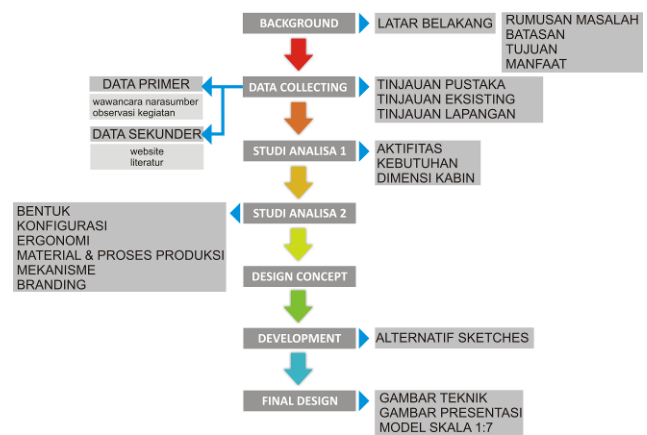 BACKGROUND
LATAR BELAKANG
RUMUSAN MASALAH
BATASAN
TUJUAN
MANFAAT
DATA PRIMER
wawancara narasumber
observasi kegiatan
DATA SEKUNDER
website
literatur
DATA COLLECTING
TINJAUAN PUSTAKA
TINJAUAN EKSISTING
TINJAUAN LAPANGAN
STUDI ANALISA 1
AKTIFITAS
KEBUTUHAN
DIMENSI KABIN
STUDI ANALISA 2
BENTUK
KONFIGURASI
ERGONOMI
MATERIAL & PROSES PRODUKSI
MEKANISME
BRANDING
DESIGN CONCEPT
DEVELOPMENT
ALTERNATIF SKETCHES
FINAL DESIGN
GAMBAR TEKNIK
GAMBAR PRESENTASI
MODEL SKALA 1:7